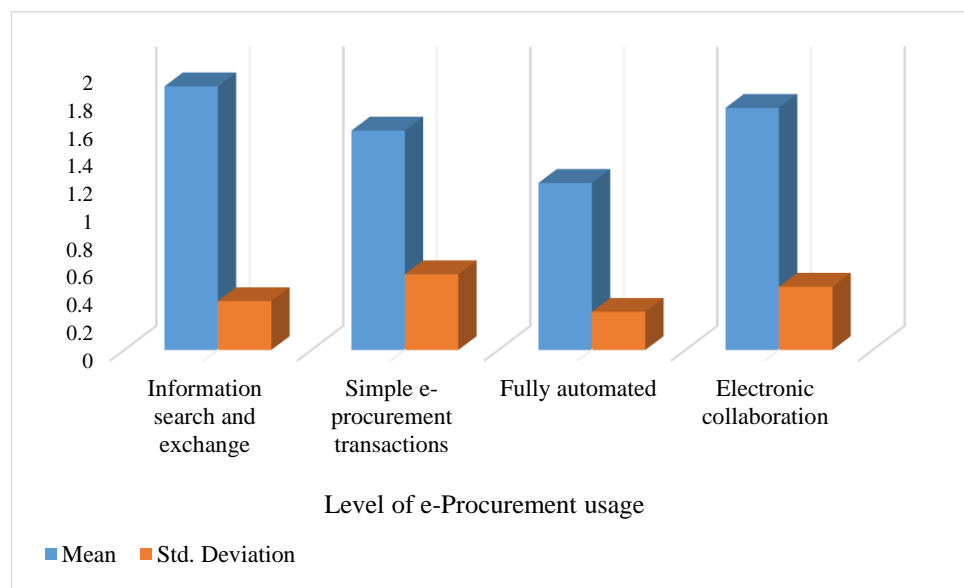 2
1.8
1.6
1.4
1.2
1
0.8
0.6
0.4
0.2
0
Information
search and
exchange
Simple e-
procurement
transactions
Fully automated
Electronic
collaboration
Level of e-Procurement usage
Mean
Std. Deviation